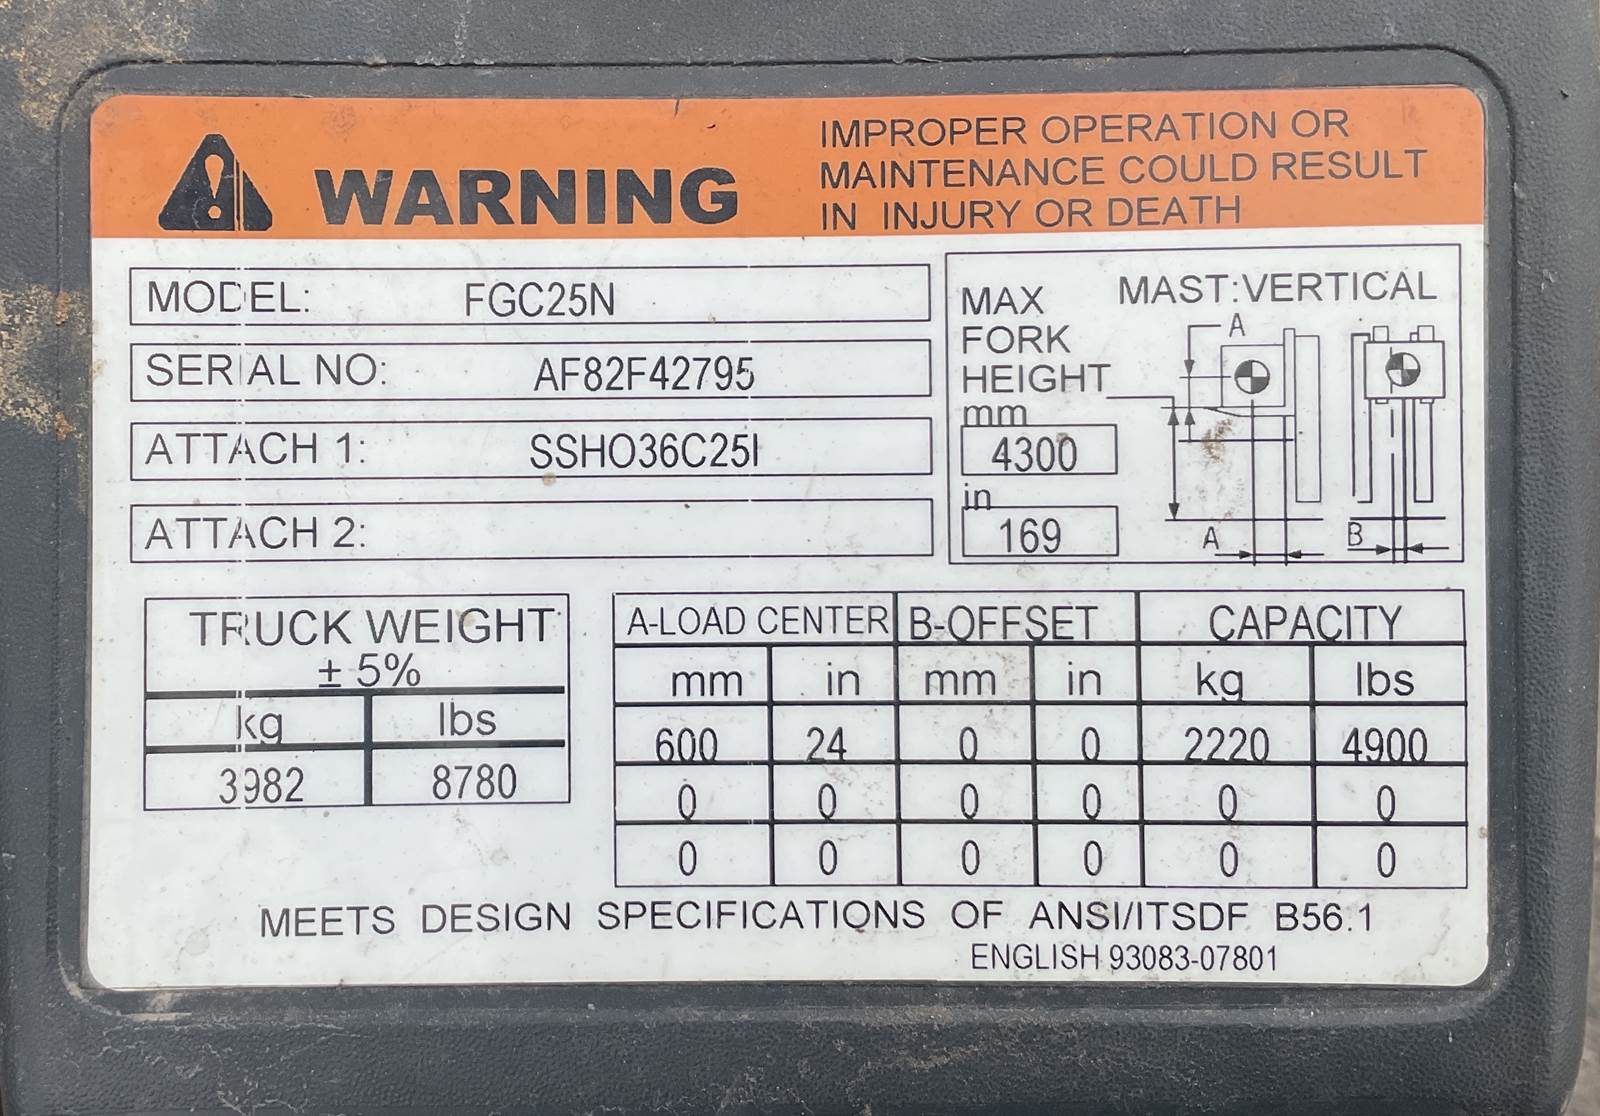 WARNING
IMPROPER OPERATION OR
MAINTENANCE COULD RESULT
IN INJURY OR DEATH
MODEL: FGC25N
SERIAL NO: AF82F42795
ATTACH 1: SSHO36C25I
ATTACH 2:
MAX
FORK
HEIGHT
mm
4300
in
169
MAST:VERTICAL
A
A
B
TRUCK WEIGHT
± 5%
kg lbs
3982 8780
A-LOAD CENTER B-OFFSET CAPACITY
mm in mm in kg lbs
600 24 0 0 2220 4900
0 0 0 0 0 0
0 0 0 0 0 0
MEETS DESIGN SPECIFICATIONS OF ANSI/ITSDF B56.1
ENGLISH 93083-07801